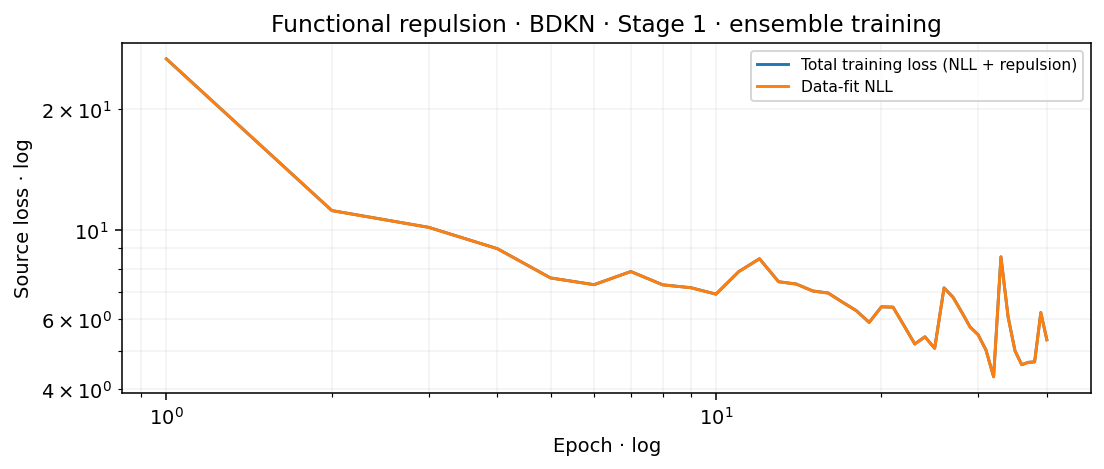 Functional repulsion · BDKN · Stage 1 · ensemble training
Total training loss (NLL + repulsion)
Data-fit NLL
Source loss · log
2 × 10¹
10¹
6 × 10⁰
4 × 10⁰
10⁰
10¹
Epoch · log